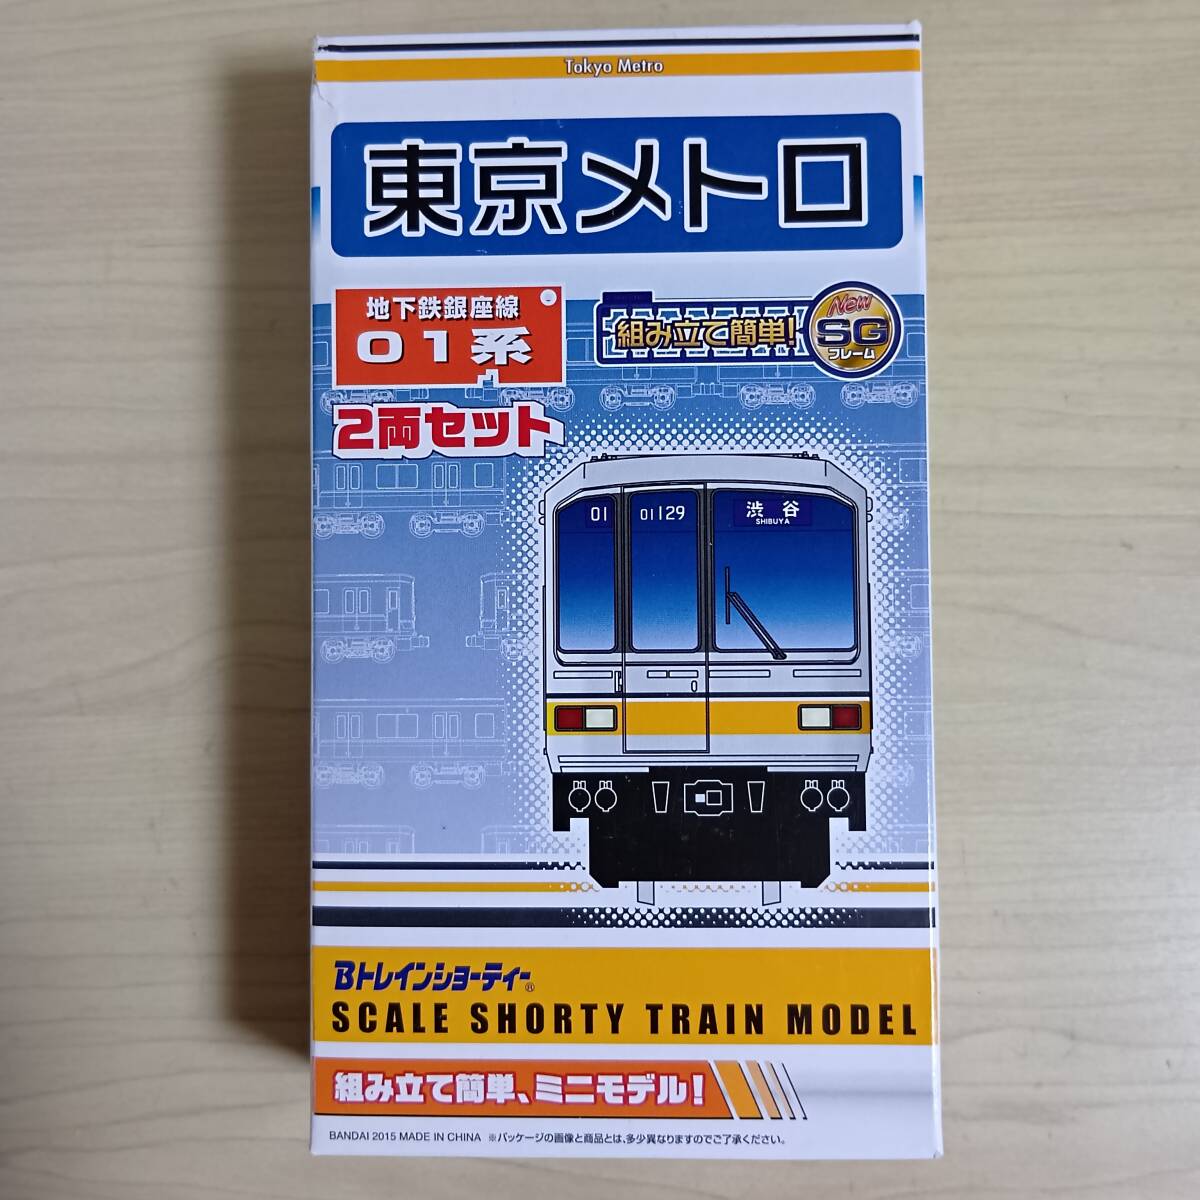 Tokyo Metro
東京メトロ
地下鉄銀座線
01系
組み立て簡単!
New
SG
フレーム
2両セット
01
01129
渋谷
SHIBUYA
Bトレインショーティー®
SCALE SHORTY TRAIN MODEL
組み立て簡単、ミニモデル!
BANDAI 2015 MADE IN CHINA ※パッケージの画像と商品とは、多少異なりますのでご了承ください。